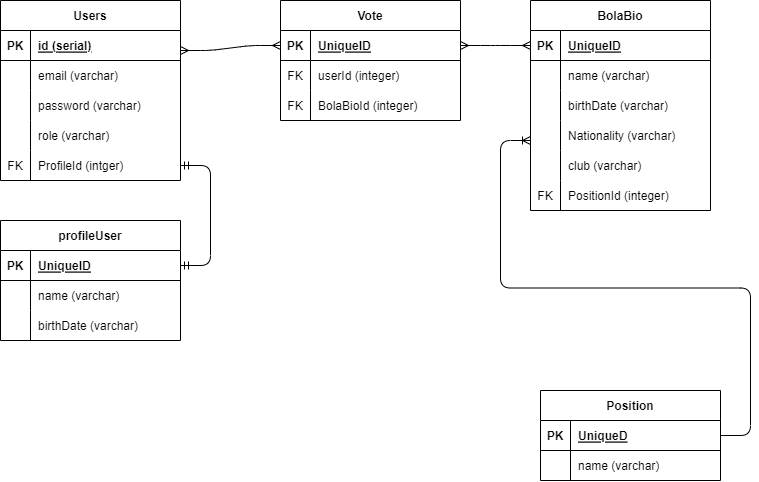 Users
PK id (serial)
email (varchar)
password (varchar)
role (varchar)
FK ProfileId (intger)
Vote
PK UniqueID
FK userId (integer)
FK BolaBioId (integer)
BolaBio
PK UniqueID
name (varchar)
birthDate (varchar)
Nationality (varchar)
club (varchar)
FK PositionId (integer)
profileUser
PK UniqueID
name (varchar)
birthDate (varchar)
Position
PK UniqueD
name (varchar)